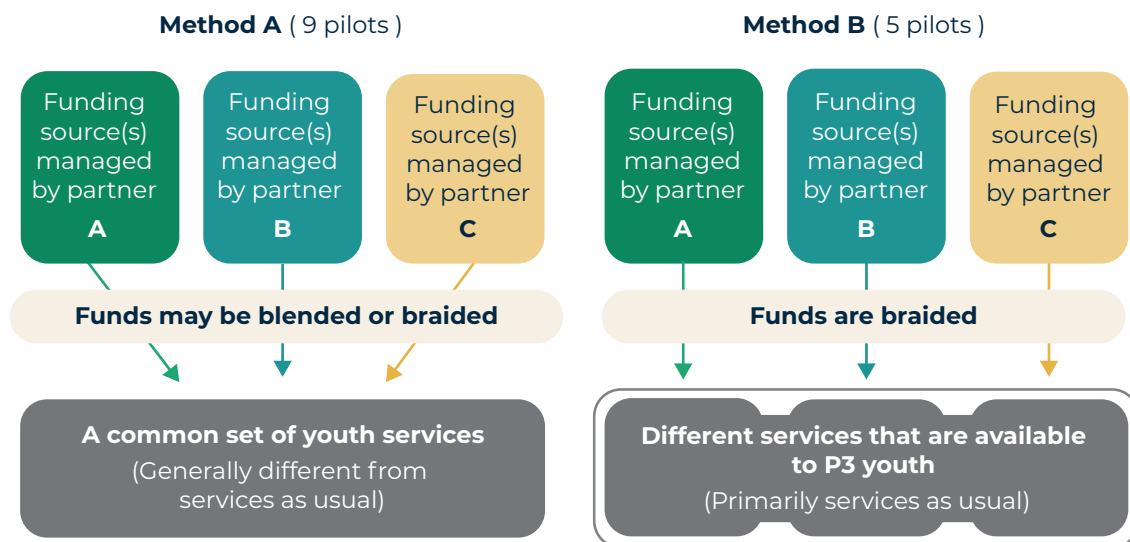 Method A ( 9 pilots )
Funding
source(s)
managed
by partner
A
Funding
source(s)
managed
by partner
B
Funding
source(s)
managed
by partner
C
Funds may be blended or braided
A common set of youth services
(Generally different from
services as usual)
Method B ( 5 pilots )
Funding
source(s)
managed
by partner
A
Funding
source(s)
managed
by partner
B
Funding
source(s)
managed
by partner
C
Funds are braided
Different services that are available
to P3 youth
(Primarily services as usual)